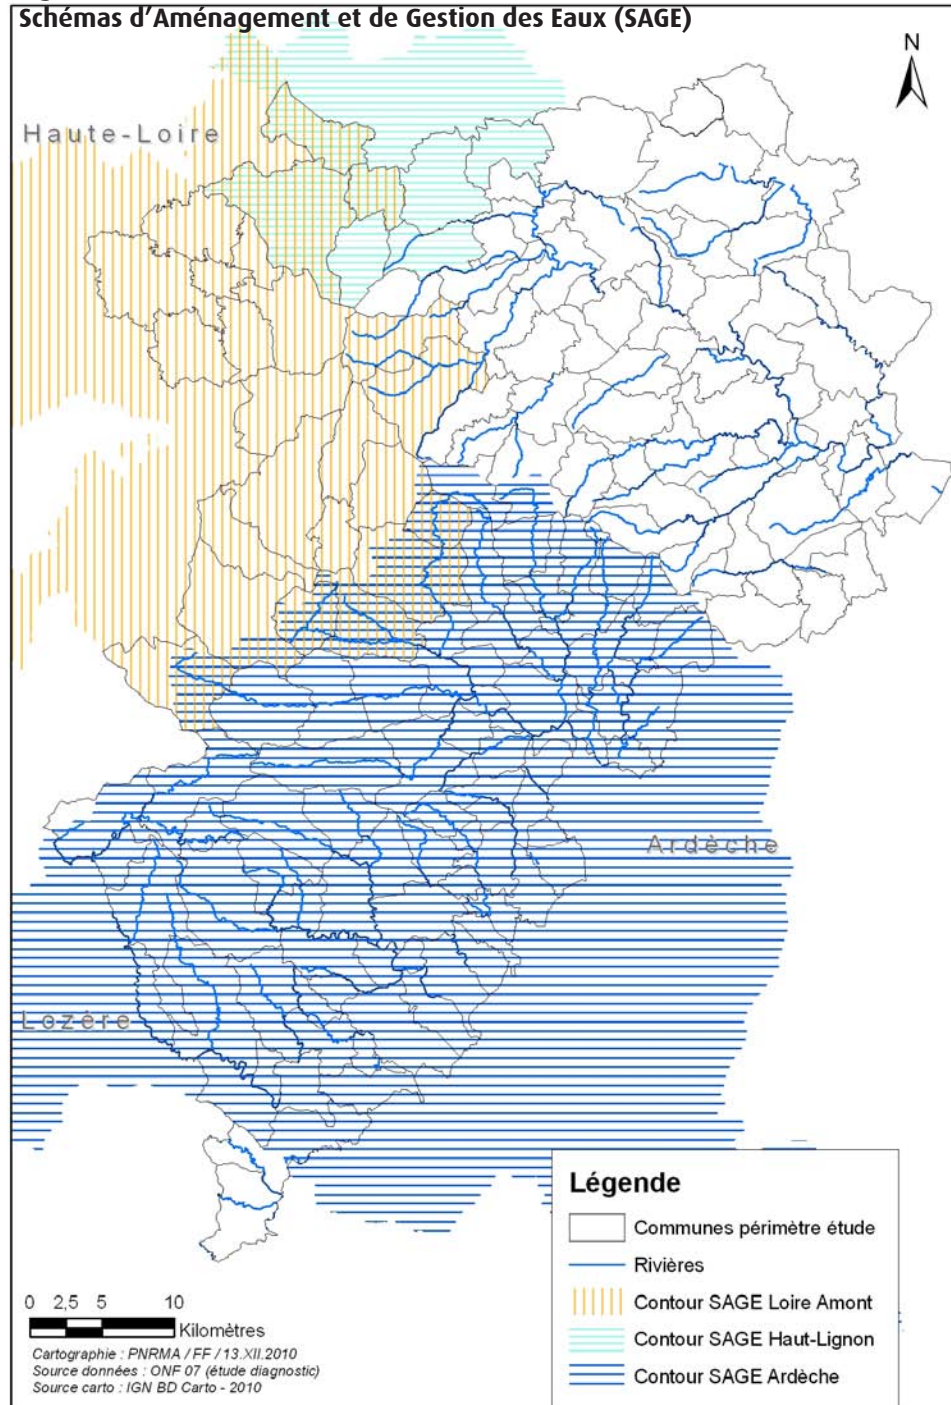 Schémas d’Aménagement et de Gestion des Eaux (SAGE)
N
Haute-Loire
Ardèche
Lozère
Légende
Communes périmètre étude
Rivières
Contour SAGE Loire Amont
Contour SAGE Haut-Lignon
Contour SAGE Ardèche
0 2,5 5 10
Kilomètres
Cartographie : PNRMA / FF / 13.XII.2010
Source données : ONF 07 (étude diagnostic)
Source carto : IGN BD Carto - 2010